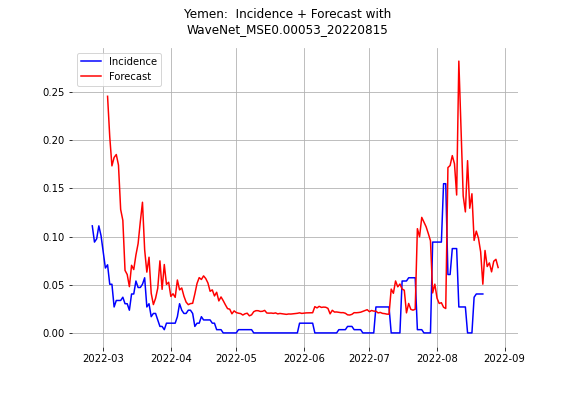 Yemen:  Incidence + Forecast with
WaveNet_MSE0.00053_20220815
Incidence
Forecast
0.25
0.20
0.15
0.10
0.05
0.00
2022-03 2022-04 2022-05 2022-06 2022-07 2022-08 2022-09